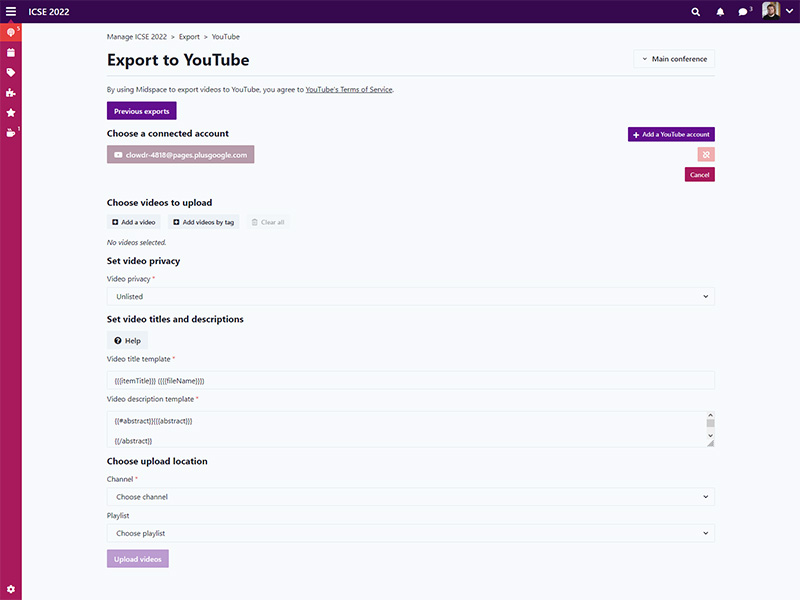 ICSE 2022
3
5
1
Manage ICSE 2022 > Export > YouTube
Export to YouTube
Main conference
By using Midspace to export videos to YouTube, you agree to YouTube's Terms of Service.
Previous exports
Choose a connected account
+ Add a YouTube account
clowdr-4818@pages.plusgoogle.com
Cancel
Choose videos to upload
Add a video
Add videos by tag
Clear all
No videos selected.
Set video privacy
Video privacy *
Unlisted
Set video titles and descriptions
Help
Video title template *
{{{itemTitle}}} ({{{fileName}}})
Video description template *
{{#abstract}}{{{abstract}}}
{{/abstract}}
Choose upload location
Channel *
Choose channel
Playlist
Choose playlist
Upload videos